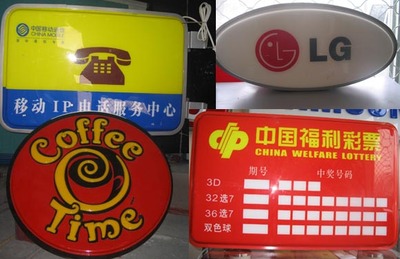 中国移动通信
CHINA MOBILE
移动 IP 电话服务中心
LG
Coffee
Time
中国福利彩票
CHINA WELFARE LOTTERY
期号 中奖号码
3D
32选7
36选7
双色球